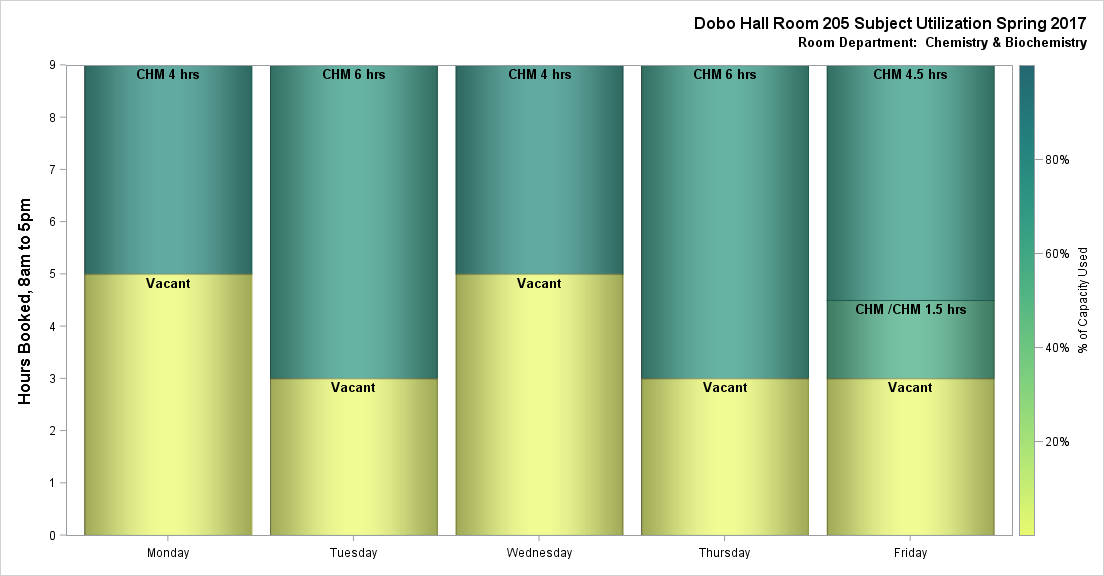 Dobo Hall Room 205 Subject Utilization Spring 2017
Room Department:  Chemistry & Biochemistry
Hours Booked, 8am to 5pm
9
8
7
6
5
4
3
2
1
0
CHM 4 hrs
Vacant
CHM 6 hrs
Vacant
CHM 4 hrs
Vacant
CHM 6 hrs
Vacant
CHM 4.5 hrs
CHM /CHM 1.5 hrs
Vacant
Monday
Tuesday
Wednesday
Thursday
Friday
80%
60%
40%
20%
% of Capacity Used